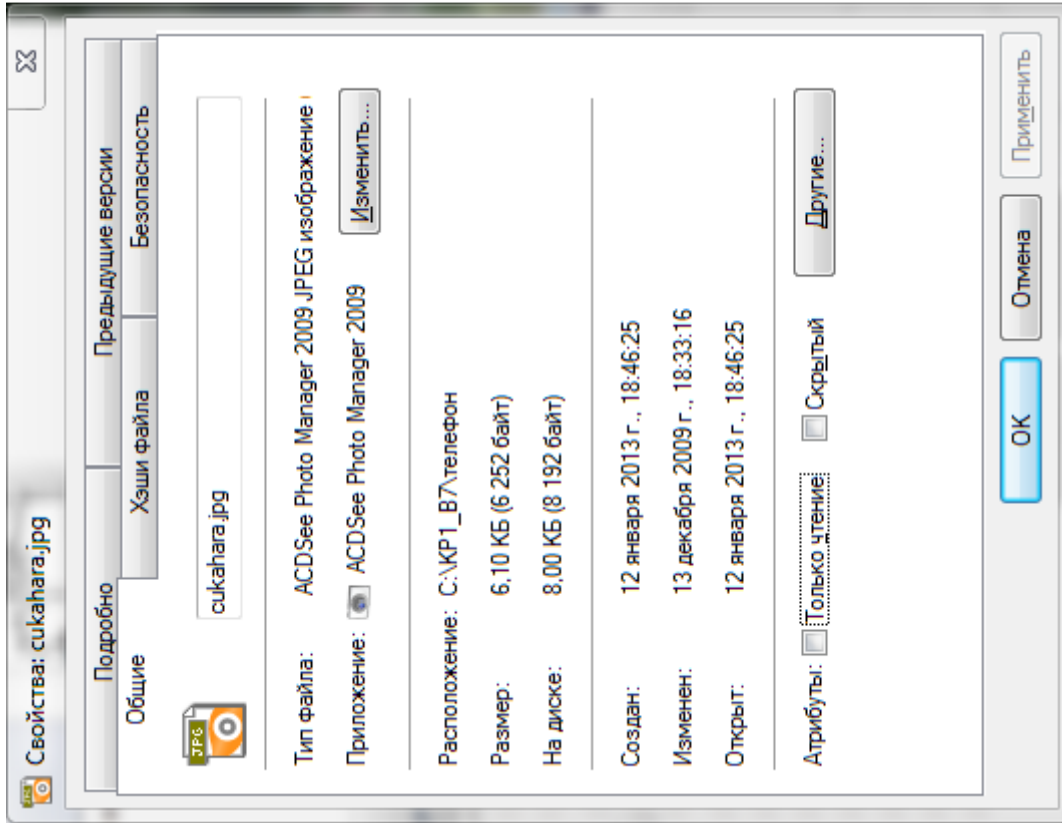 Свойства: cukahara.jpg
Подробно Предыдущие версии
Общие Хэши файла Безопасность
JPG
cukahara.jpg
Тип файла: ACDSee Photo Manager 2009 JPEG изображение
Приложение: ACDSee Photo Manager 2009 Изменить...
Расположение: C:\KP1_B7\телефон
Размер: 6,10 КБ (6 252 байт)
На диске: 8,00 КБ (8 192 байт)
Создан: 12 января 2013 г., 18:46:25
Изменен: 13 декабря 2009 г., 18:33:16
Открыт: 12 января 2013 г., 18:46:25
Атрибуты: Только чтение Скрытый Другие...
ОК Отмена Применить